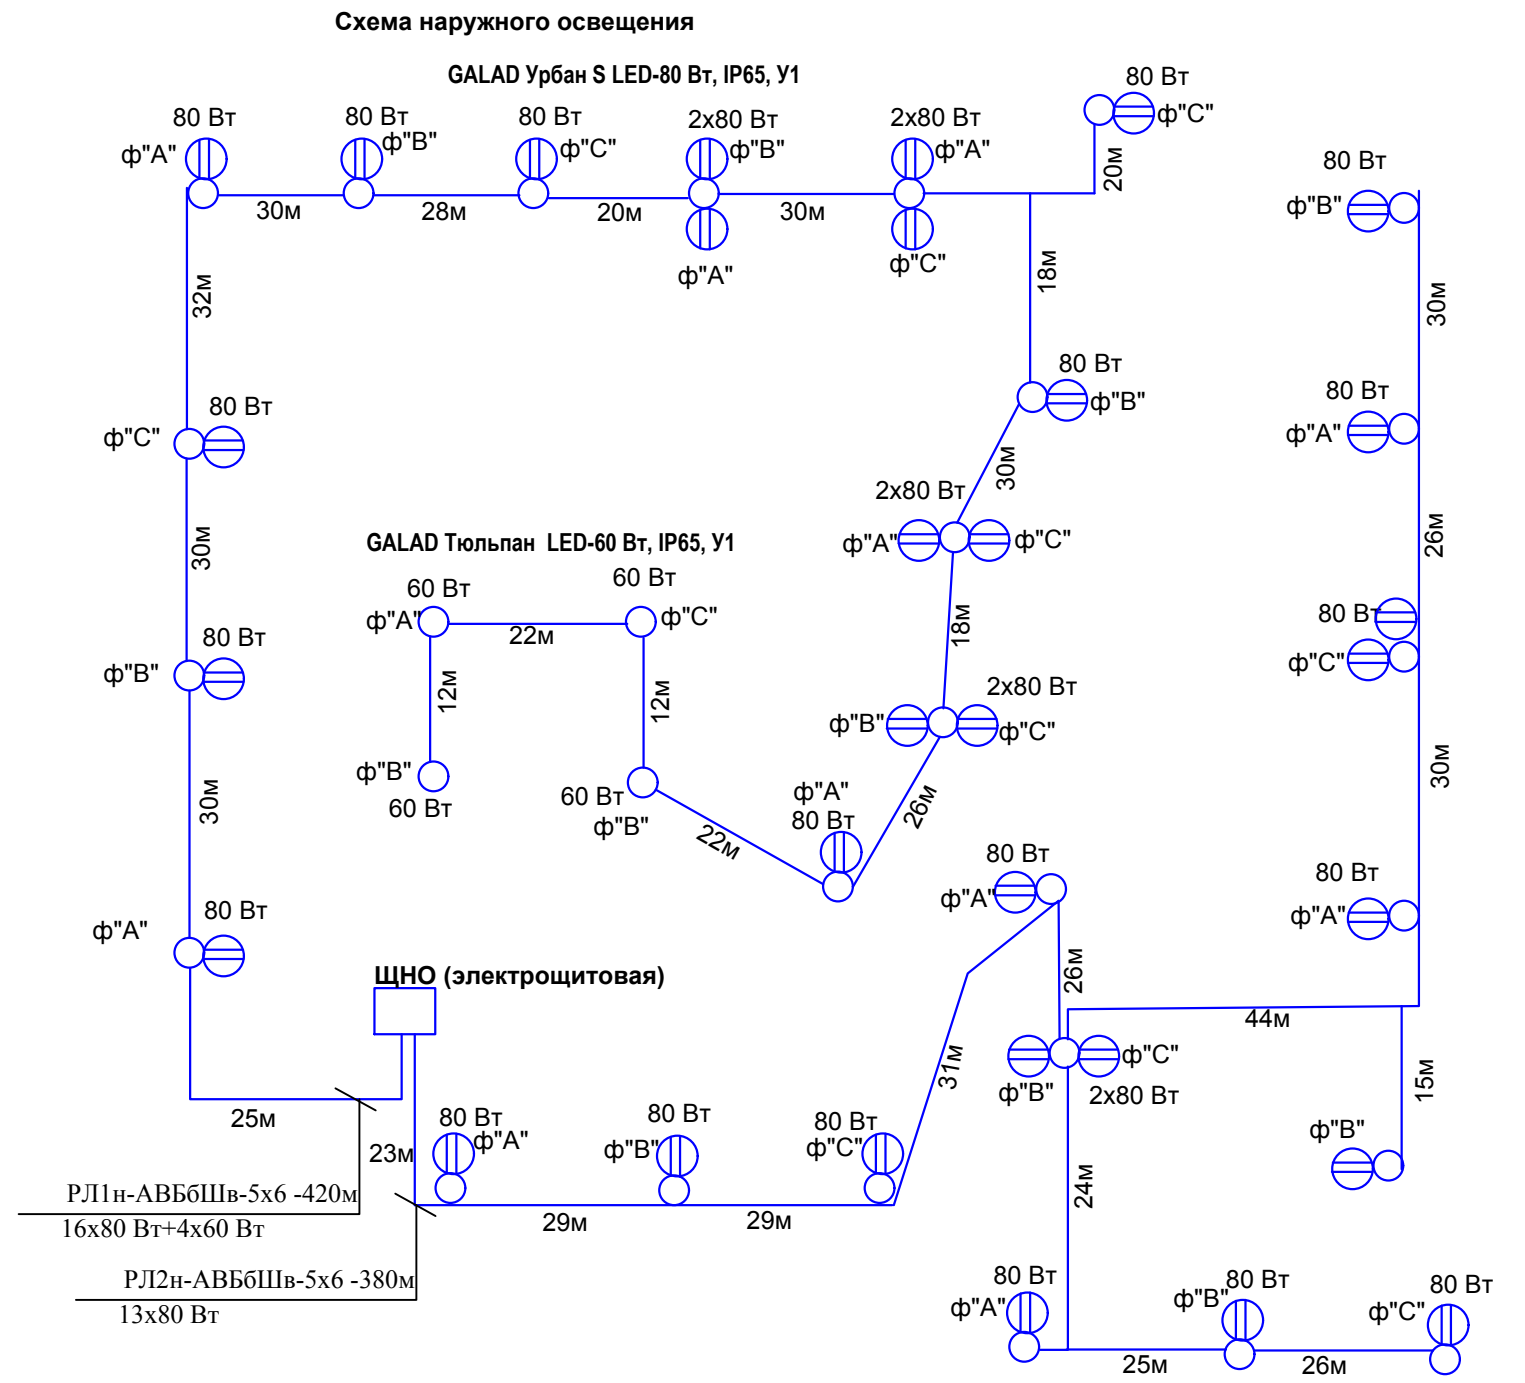 Схема наружного освещения
GALAD Урбан S LED-80 Вт, IP65, У1
80 Вт
ф"А"
80 Вт
ф"В"
80 Вт
ф"С"
2х80 Вт
ф"В"
ф"А"
2х80 Вт
ф"А"
ф"С"
80 Вт
ф"С"
30м
28м
20м
30м
20м
18м
80 Вт
ф"В"
30м
32м
80 Вт
ф"А"
26м
80 Вт
ф"В"
80 Вт
ф"С"
30м
30м
2х80 Вт
ф"А"
ф"С"
18м
GALAD Тюльпан LED-60 Вт, IP65, У1
60 Вт
ф"А"
60 Вт
ф"С"
22м
12м
12м
ф"В"
60 Вт
60 Вт
ф"В"
22м
80 Вт
ф"В"
30м
2х80 Вт
ф"В"
ф"С"
26м
ф"А"
80 Вт
80 Вт
ф"С"
30м
80 Вт
ф"А"
80 Вт
ф"А"
80 Вт
ф"А"
ЩНО (электрощитовая)
26м
44м
31м
ф"С"
ф"В"
2х80 Вт
15м
ф"В"
25м
23м
80 Вт
ф"А"
80 Вт
ф"В"
80 Вт
ф"С"
29м
29м
24м
РЛ1н-АВБбШв-5х6 -420м
16х80 Вт+4х60 Вт
РЛ2н-АВБбШв-5х6 -380м
13х80 Вт
80 Вт
ф"А"
80 Вт
ф"В"
80 Вт
ф"С"
25м
26м